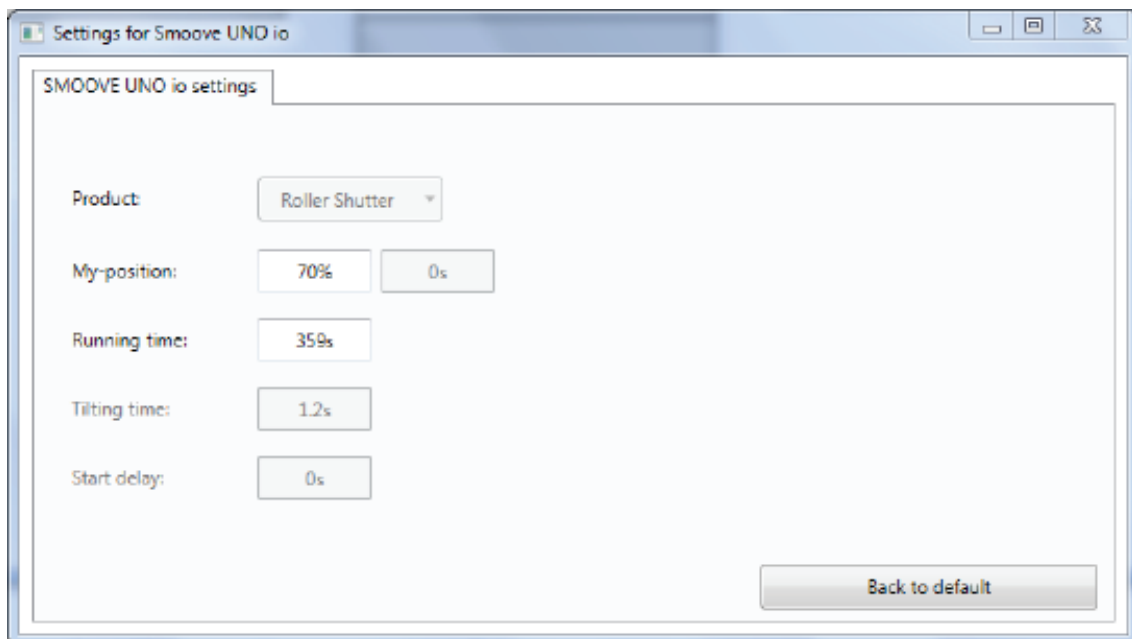 Settings for Smoove UNO io
SMOOVE UNO io settings
Product: Roller Shutter
My-position: 70% 0s
Running time: 359s
Tilting time: 1.2s
Start delay: 0s
Back to default